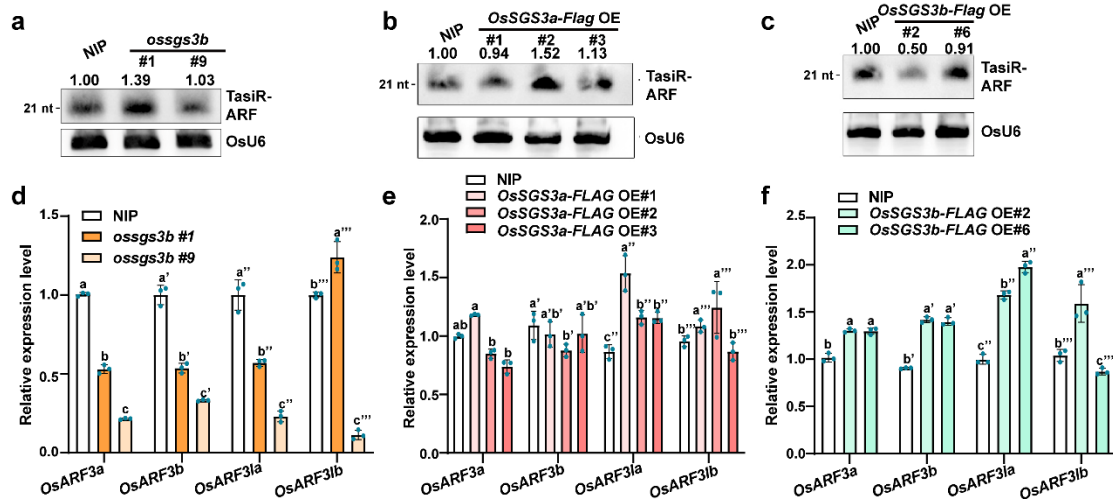 a
NIP
ossgs3b
#1 #9
1.00 1.39 1.03
21 nt
TasiR-
ARF
OsU6
b
NIP
OsSGS3a-Flag OE
#1 #2 #3
1.00 0.94 1.52 1.13
21 nt
TasiR-
ARF
OsU6
c
NIP
OsSGS3b-Flag OE
#2 #6
1.00 0.50 0.91
21 nt
TasiR-
ARF
OsU6
d
NIP
ossgs3b #1
ossgs3b #9
Relative expression level
1.5
1.0
0.5
0.0
a b c
a' b' c'
a'' b'' c''
b''' a''' c'''
OsARF3a
OsARF3b
OsARF3la
OsARF3lb
e
NIP
OsSGS3a-FLAG OE#1
OsSGS3a-FLAG OE#2
OsSGS3a-FLAG OE#3
Relative expression level
2.0
1.5
1.0
0.5
0.0
ab a b b
a' a'b' b' a'b'
c'' a'' b'' b''
b''' a''' a''' b'''
OsARF3a
OsARF3b
OsARF3la
OsARF3lb
f
NIP
OsSGS3b-FLAG OE#2
OsSGS3b-FLAG OE#6
Relative expression level
2.5
2.0
1.5
1.0
0.5
b a a
b' a' a'
c'' b'' a''
b''' a''' c'''
OsARF3a
OsARF3b
OsARF3la
OsARF3lb